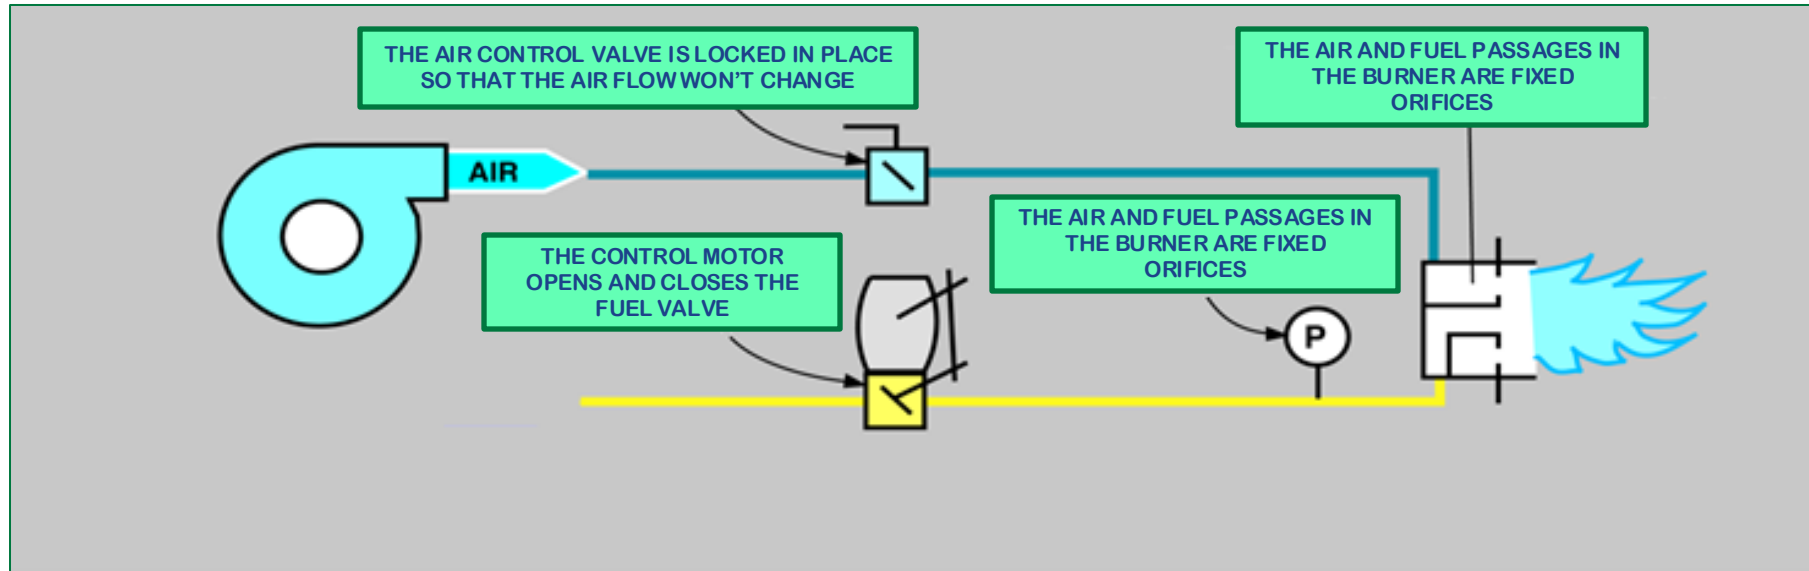 THE AIR CONTROL VALVE IS LOCKED IN PLACE
SO THAT THE AIR FLOW WON'T CHANGE
THE AIR AND FUEL PASSAGES IN
THE BURNER ARE FIXED
ORIFICES
AIR
THE AIR AND FUEL PASSAGES IN
THE BURNER ARE FIXED
ORIFICES
THE CONTROL MOTOR
OPENS AND CLOSES THE
FUEL VALVE
P